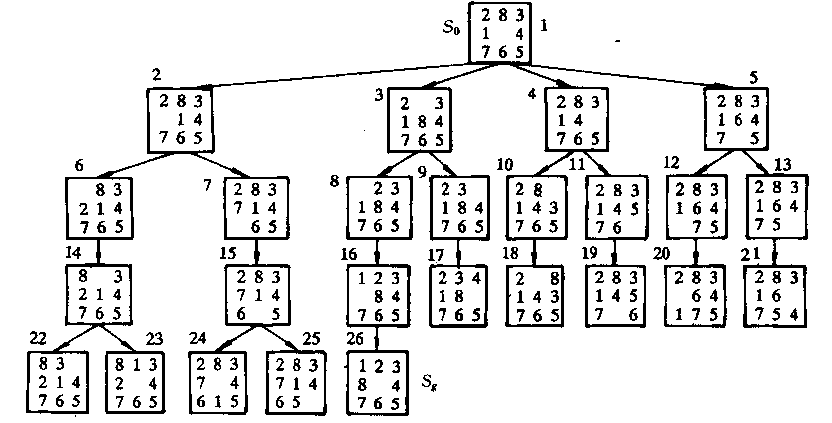 S₀ 2 8 3 1
1 4
7 6 5
2 3 4 5
2 8 3 2 3 2 8 3 2 8 3
1 4 1 8 4 1 4 1 6 4
7 6 5 7 6 5 7 6 5 7 5
6 7 8 9 10 11 12 13
8 3 2 8 3 2 3 2 3 2 8 2 8 3 2 8 3 2 8 3
2 1 4 7 1 4 1 8 4 1 8 4 1 4 3 1 4 5 1 6 4 1 6 4
7 6 5 6 5 7 6 5 7 6 5 7 6 5 7 6 7 5 7 5
14 15 16 17 18 19 20 21
8 3 2 8 3 1 2 3 2 3 4 2 8 2 8 3 2 8 3 2 8 3
2 1 4 7 1 4 8 4 1 8 1 4 3 1 4 5 6 4 1 6
7 6 5 6 5 7 6 5 7 6 5 7 6 5 7 6 1 7 5 7 5 4
22 23 24 25 26
8 3 8 1 3 2 8 3 2 8 3 1 2 3
2 1 4 2 4 7 4 7 1 4 8 4 Sg
7 6 5 7 6 5 6 1 5 6 5 7 6 5